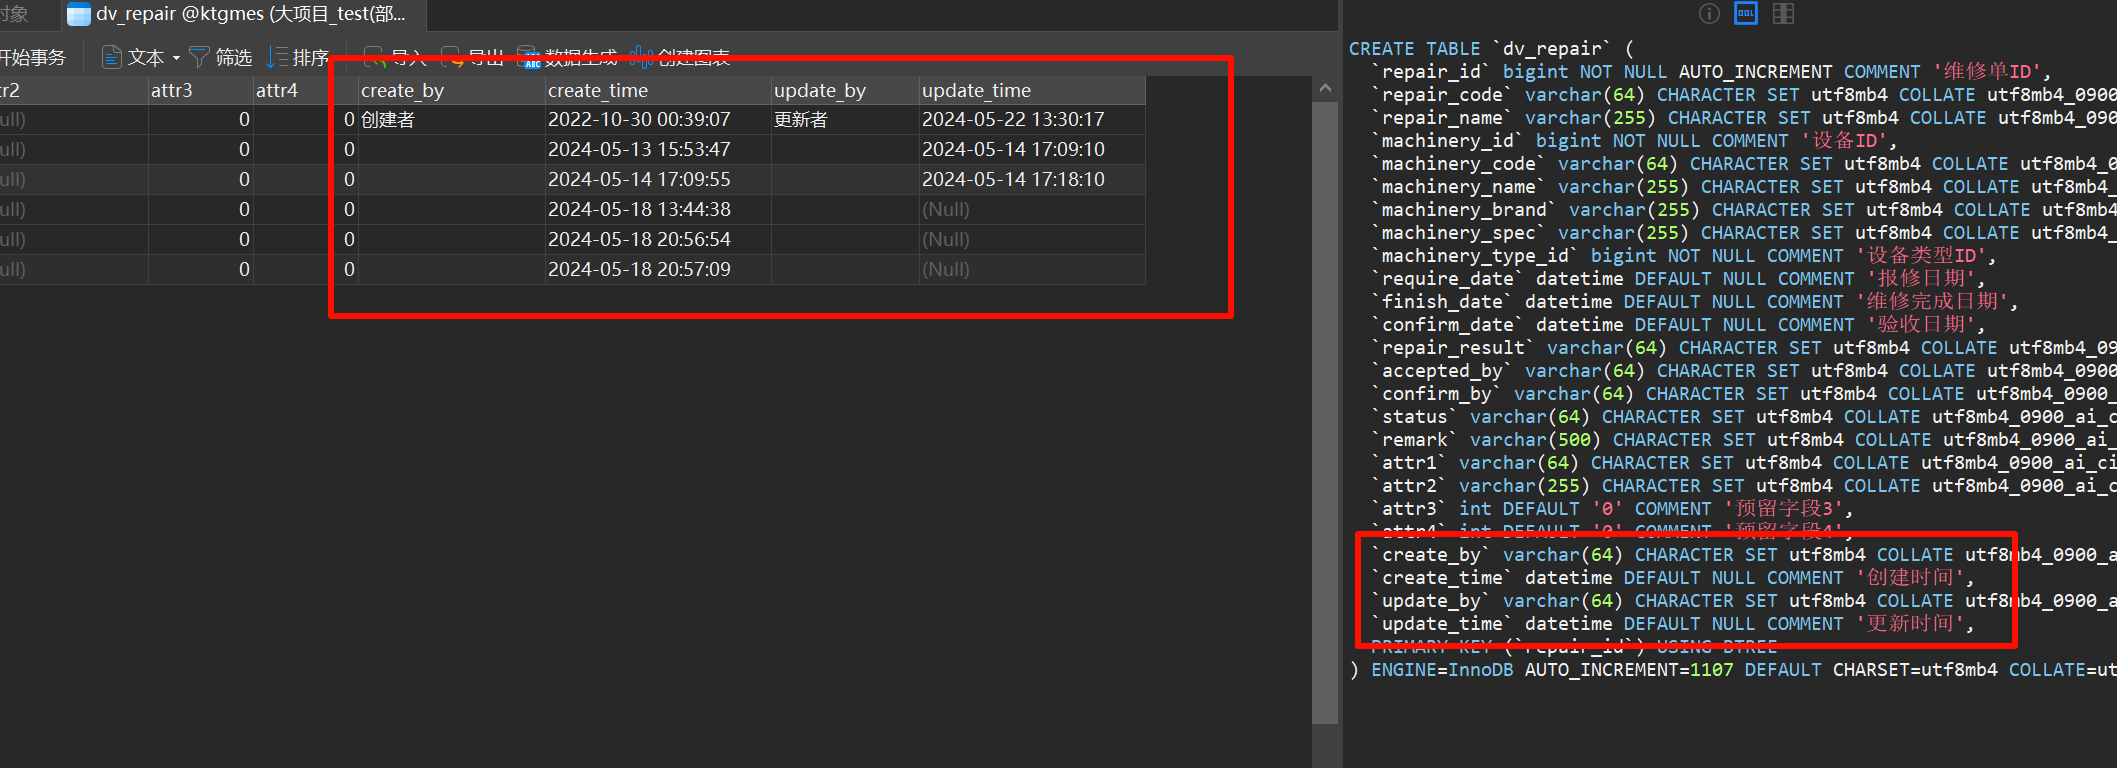 对象
dv_repair @ktgmes (大项目_test(部...
开始事务 文本 筛选 排序 导入 导出 数据生成 创建图表
tr2 attr3 attr4 create_by create_time update_by update_time
ull) 0 0 创建者 2022-10-30 00:39:07 更新者 2024-05-22 13:30:17
ull) 0 0 2024-05-13 15:53:47 2024-05-14 17:09:10
ull) 0 0 2024-05-14 17:09:55 2024-05-14 17:18:10
ull) 0 0 2024-05-18 13:44:38 (Null)
ull) 0 0 2024-05-18 20:56:54 (Null)
ull) 0 0 2024-05-18 20:57:09 (Null)
DDL
CREATE TABLE `dv_repair` (
`repair_id` bigint NOT NULL AUTO_INCREMENT COMMENT '维修单ID',
`repair_code` varchar(64) CHARACTER SET utf8mb4 COLLATE utf8mb4_0900
`repair_name` varchar(255) CHARACTER SET utf8mb4 COLLATE utf8mb4_090
`machinery_id` bigint NOT NULL COMMENT '设备ID',
`machinery_code` varchar(64) CHARACTER SET utf8mb4 COLLATE utf8mb4_0
`machinery_name` varchar(255) CHARACTER SET utf8mb4 COLLATE utf8mb4_
`machinery_brand` varchar(255) CHARACTER SET utf8mb4 COLLATE utf8mb4
`machinery_spec` varchar(255) CHARACTER SET utf8mb4 COLLATE utf8mb4_
`machinery_type_id` bigint NOT NULL COMMENT '设备类型ID',
`require_date` datetime DEFAULT NULL COMMENT '报修日期',
`finish_date` datetime DEFAULT NULL COMMENT '维修完成日期',
`confirm_date` datetime DEFAULT NULL COMMENT '验收日期',
`repair_result` varchar(64) CHARACTER SET utf8mb4 COLLATE utf8mb4_09
`accepted_by` varchar(64) CHARACTER SET utf8mb4 COLLATE utf8mb4_0900
`confirm_by` varchar(64) CHARACTER SET utf8mb4 COLLATE utf8mb4_0900_
`status` varchar(64) CHARACTER SET utf8mb4 COLLATE utf8mb4_0900_ai_c
`remark` varchar(500) CHARACTER SET utf8mb4 COLLATE utf8mb4_0900_ai_
`attr1` varchar(64) CHARACTER SET utf8mb4 COLLATE utf8mb4_0900_ai_ci
`attr2` varchar(255) CHARACTER SET utf8mb4 COLLATE utf8mb4_0900_ai_c
`attr3` int DEFAULT '0' COMMENT '预留字段3',
`attr4` int DEFAULT '0' COMMENT '预留字段4',
`create_by` varchar(64) CHARACTER SET utf8mb4 COLLATE utf8mb4_0900_a
`create_time` datetime DEFAULT NULL COMMENT '创建时间',
`update_by` varchar(64) CHARACTER SET utf8mb4 COLLATE utf8mb4_0900_a
`update_time` datetime DEFAULT NULL COMMENT '更新时间',
PRIMARY KEY (`repair_id`) USING BTREE
) ENGINE=InnoDB AUTO_INCREMENT=1107 DEFAULT CHARSET=utf8mb4 COLLATE=ut